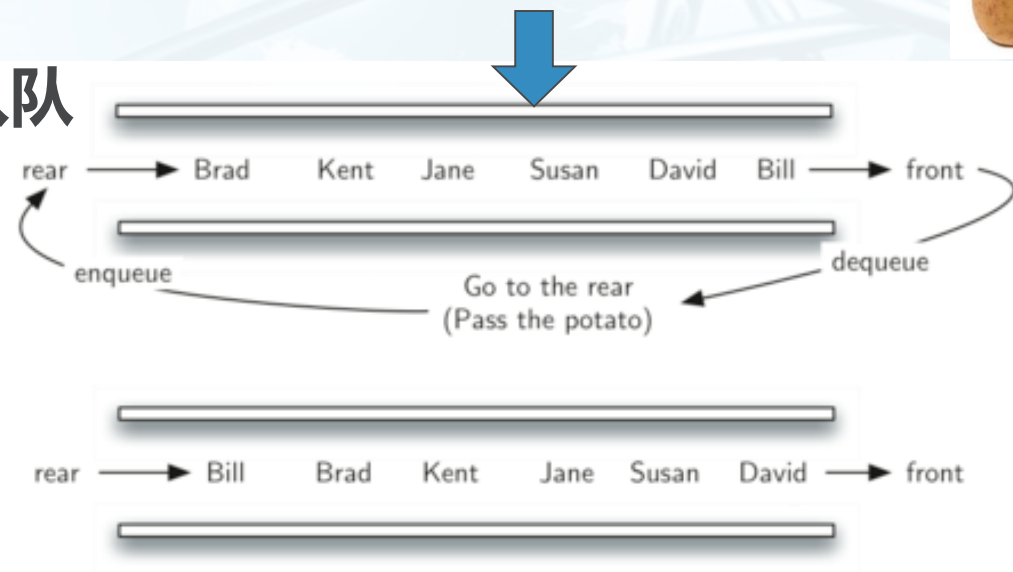 队
rear Brad Kent Jane Susan David Bill front
enqueue
dequeue
Go to the rear
(Pass the potato)
rear Bill Brad Kent Jane Susan David front